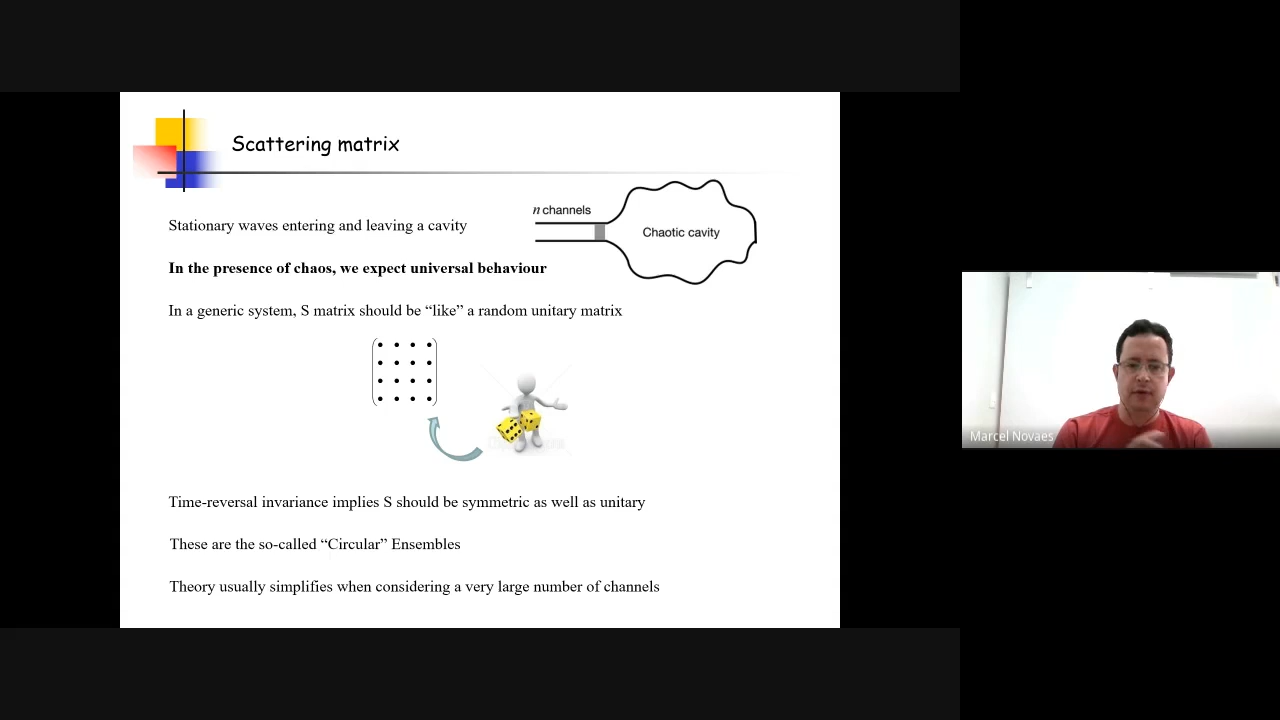 Scattering matrix
n channels
Stationary waves entering and leaving a cavity
Chaotic cavity
In the presence of chaos, we expect universal behaviour
In a generic system, S matrix should be “like” a random unitary matrix
Time-reversal invariance implies S should be symmetric as well as unitary
These are the so-called “Circular” Ensembles
Theory usually simplifies when considering a very large number of channels
Marcel Novaes